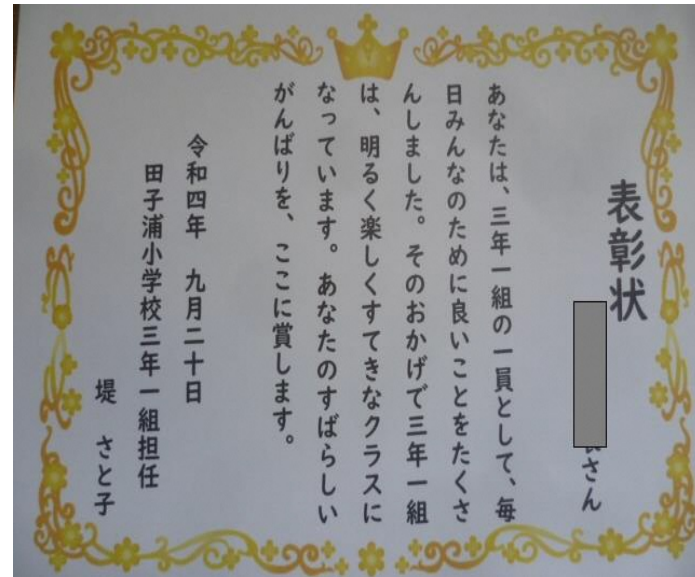 表彰状
さん
あなたは、三年一組の一員として、毎
日みんなのために良いことをたくさ
んしました。そのおかげで三年一組
は、明るく楽しくすてきなクラスに
なっています。あなたのすばらしい
がんばりを、ここに賞します。
令和四年　九月二十日
田子浦小学校三年一組担任
堤　さと子